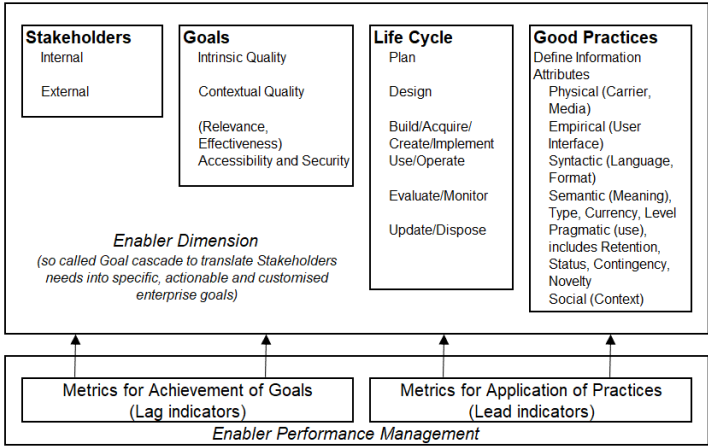 Stakeholders
Internal
External
Goals
Intrinsic Quality
Contextual Quality
(Relevance,
Effectiveness)
Accessibility and Security
Life Cycle
Plan
Design
Build/Acquire/
Create/Implement
Use/Operate
Evaluate/Monitor
Update/Dispose
Good Practices
Define Information
Attributes
Physical (Carrier,
Media)
Empirical (User
Interface)
Syntactic (Language,
Format)
Semantic (Meaning),
Type, Currency, Level
Pragmatic (use),
includes Retention,
Status, Contingency,
Novelty
Social (Context)
Enabler Dimension
(so called Goal cascade to translate Stakeholders
needs into specific, actionable and customised
enterprise goals)
Metrics for Achievement of Goals
(Lag indicators)
Metrics for Application of Practices
(Lead indicators)
Enabler Performance Management